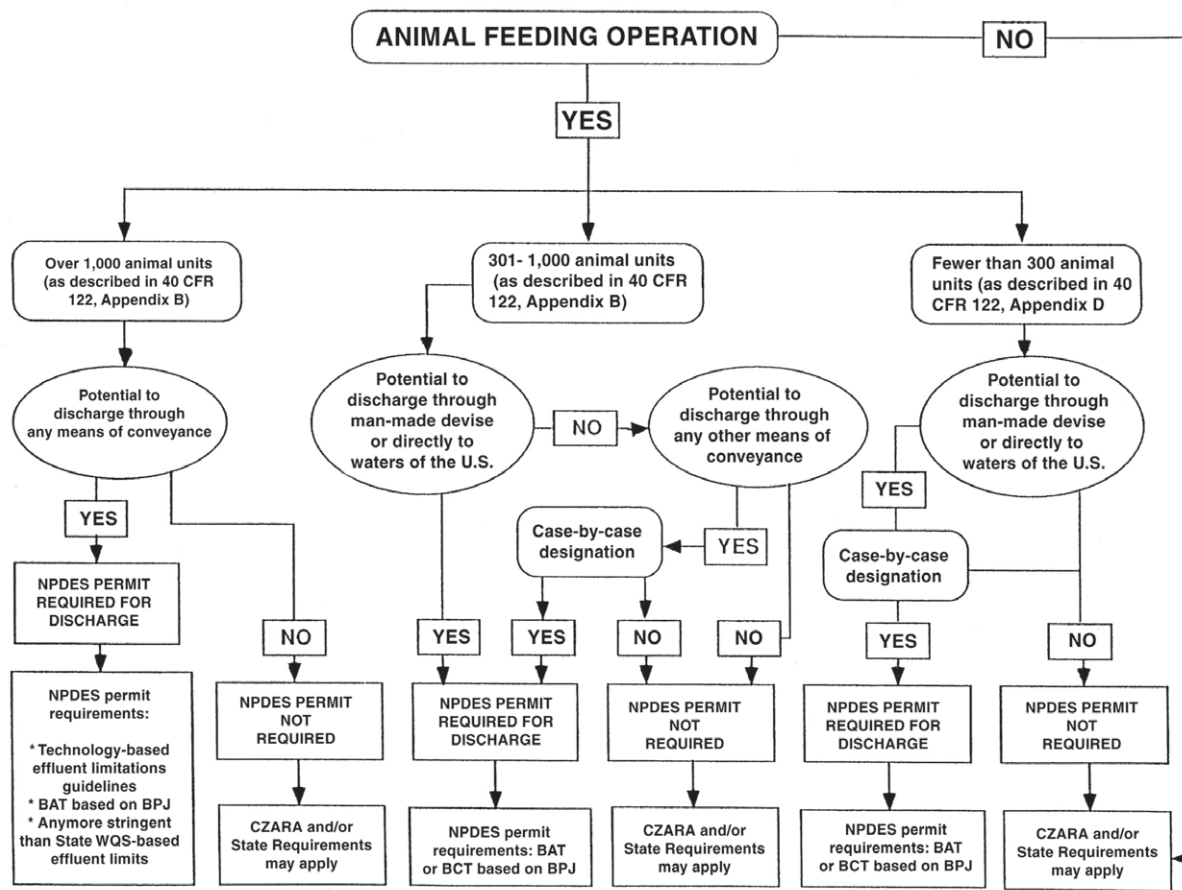 ANIMAL FEEDING OPERATION
NO
YES
Over 1,000 animal units
(as described in 40 CFR
122, Appendix B)
301- 1,000 animal units
(as described in 40 CFR
122, Appendix B)
Fewer than 300 animal
units (as described in 40
CFR 122, Appendix D
Potential to
discharge through
any means of conveyance
Potential to
discharge through
man-made devise
or directly to
waters of the U.S.
NO
Potential to
discharge through
any other means of
conveyance
Potential to
discharge through
man-made devise
or directly to
waters of the U.S.
YES
YES
YES
Case-by-case
designation
Case-by-case
designation
NPDES PERMIT
REQUIRED FOR
DISCHARGE
NO
YES
YES
NO
NO
YES
NO
NPDES permit
requirements:
* Technology-based
effluent limitations
guidelines
* BAT based on BPJ
* Anymore stringent
than State WQS-based
effluent limits
NPDES PERMIT
NOT
REQUIRED
NPDES PERMIT
REQUIRED FOR
DISCHARGE
NPDES PERMIT
NOT
REQUIRED
NPDES PERMIT
REQUIRED FOR
DISCHARGE
NPDES PERMIT
NOT
REQUIRED
CZARA and/or
State Requirements
may apply
NPDES permit
requirements: BAT
or BCT based on BPJ
CZARA and/or
State Requirements
may apply
NPDES permit
requirements: BAT
or BCT based on BPJ
CZARA and/or
State Requirements
may apply